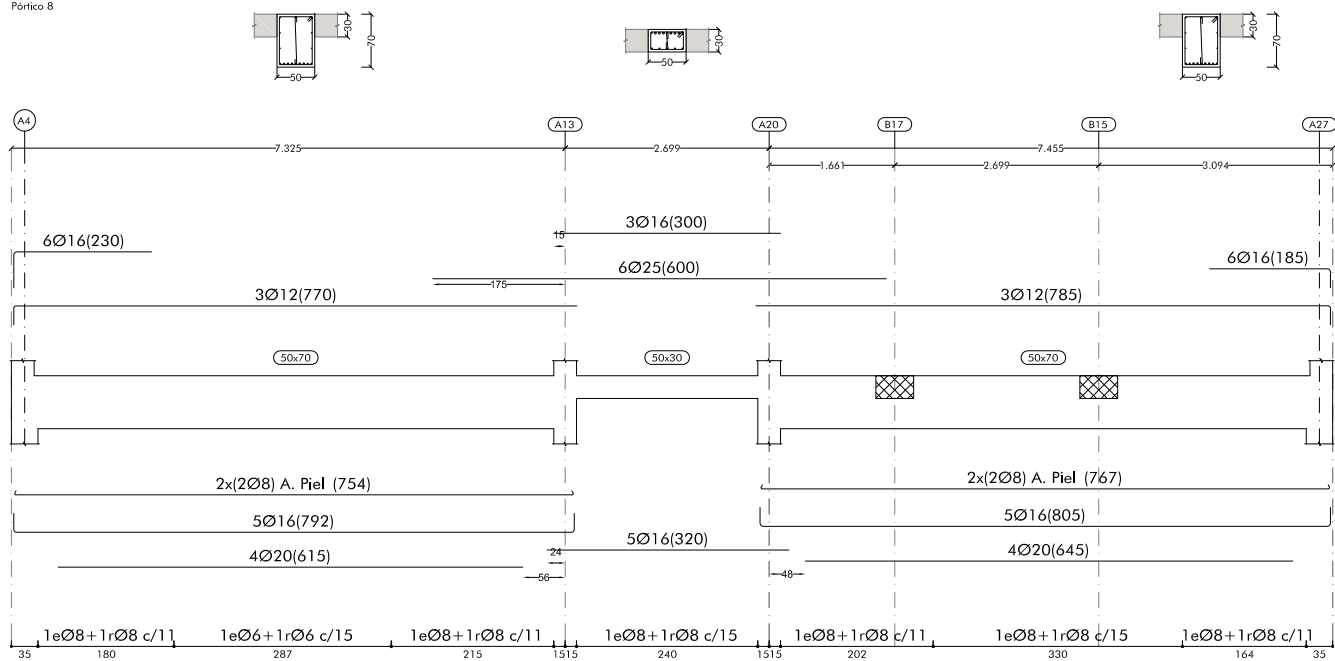 Pórtico 8
30
70
50
30
50
30
70
50
A4
A13
A20
B17
B15
A27
7.325
2.699
7.455
1.661
2.699
3.094
3Ø16(300)
15
6Ø16(230)
6Ø16(185)
6Ø25(600)
175
3Ø12(770)
3Ø12(785)
50x70
50x30
50x70
2x(2Ø8) A. Piel (754)
2x(2Ø8) A. Piel (767)
5Ø16(792)
5Ø16(805)
5Ø16(320)
24
4Ø20(615)
4Ø20(645)
56
48
1eØ8+1rØ8 c/11
1eØ6+1rØ6 c/15
1eØ8+1rØ8 c/11
1eØ8+1rØ8 c/15
1eØ8+1rØ8 c/11
1eØ8+1rØ8 c/15
1eØ8+1rØ8 c/11
35
180
287
215
15
15
240
15
15
202
330
164
35